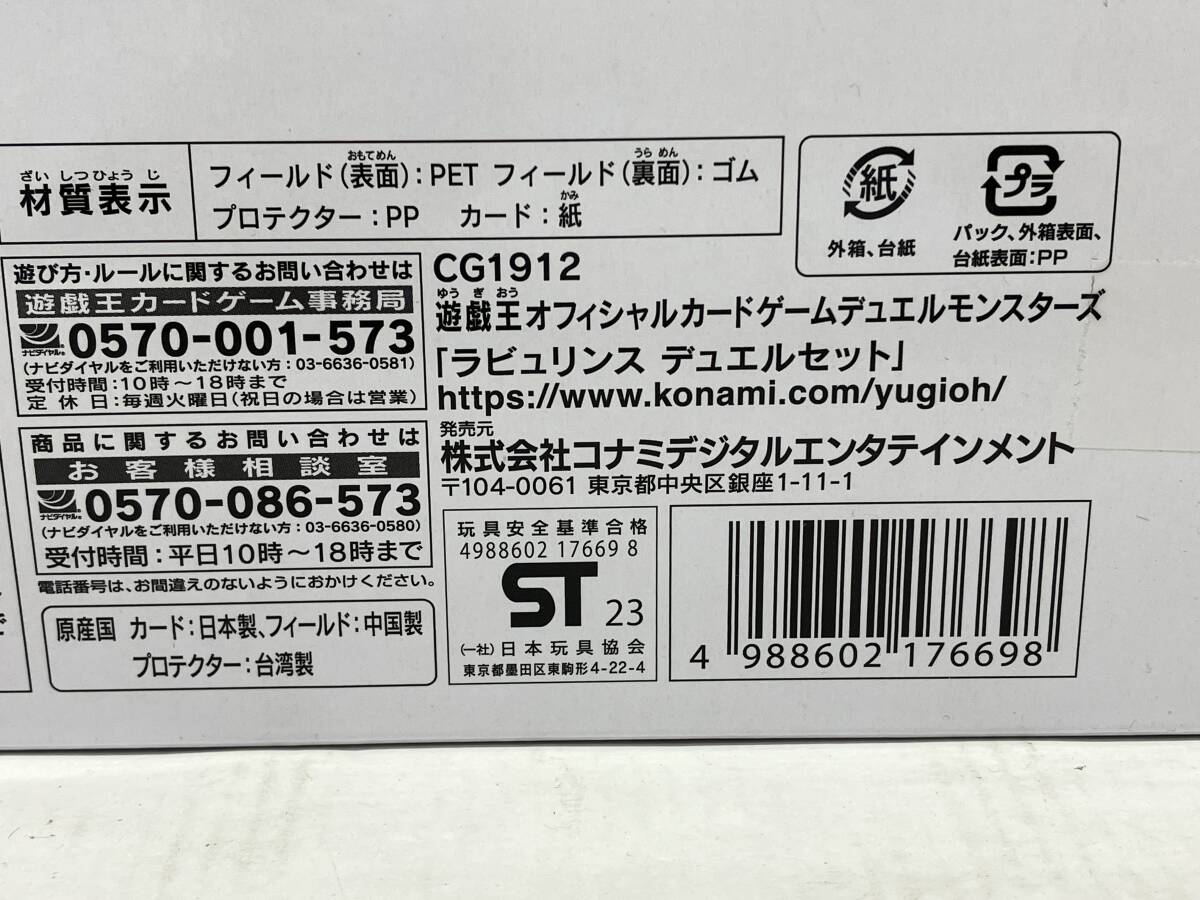 ざいしつひょうじ
材質表示
おもてめん うらめん
フィールド(表面):PET フィールド(裏面):ゴム
かみ
プロテクター:PP カード:紙
紙
外箱、台紙
プラ
パック、外箱表面、
台紙表面:PP
遊び方・ルールに関するお問い合わせは
遊戯王カードゲーム事務局
ナビダイヤル® 0570-001-573
(ナビダイヤルをご利用いただけない方:03-6636-0581)
受付時間:10時〜18時まで
定休日:毎週火曜日(祝日の場合は営業)
商品に関するお問い合わせは
お客様相談室
ナビダイヤル® 0570-086-573
(ナビダイヤルをご利用いただけない方:03-6636-0580)
受付時間:平日10時〜18時まで
電話番号は、お間違えのないようにおかけください。
原産国 カード:日本製、フィールド:中国製
プロテクター:台湾製
CG1912
ゆうぎおう
遊戯王オフィシャルカードゲームデュエルモンスターズ
「ラビュリンス デュエルセット」
https://www.konami.com/yugioh/
発売元
株式会社コナミデジタルエンタテインメント
〒104-0061 東京都中央区銀座1-11-1
玩具安全基準合格
4988602 17669 8
ST 23
(一社)日本玩具協会
東京都墨田区東駒形4-22-4
4 988602 176698
で